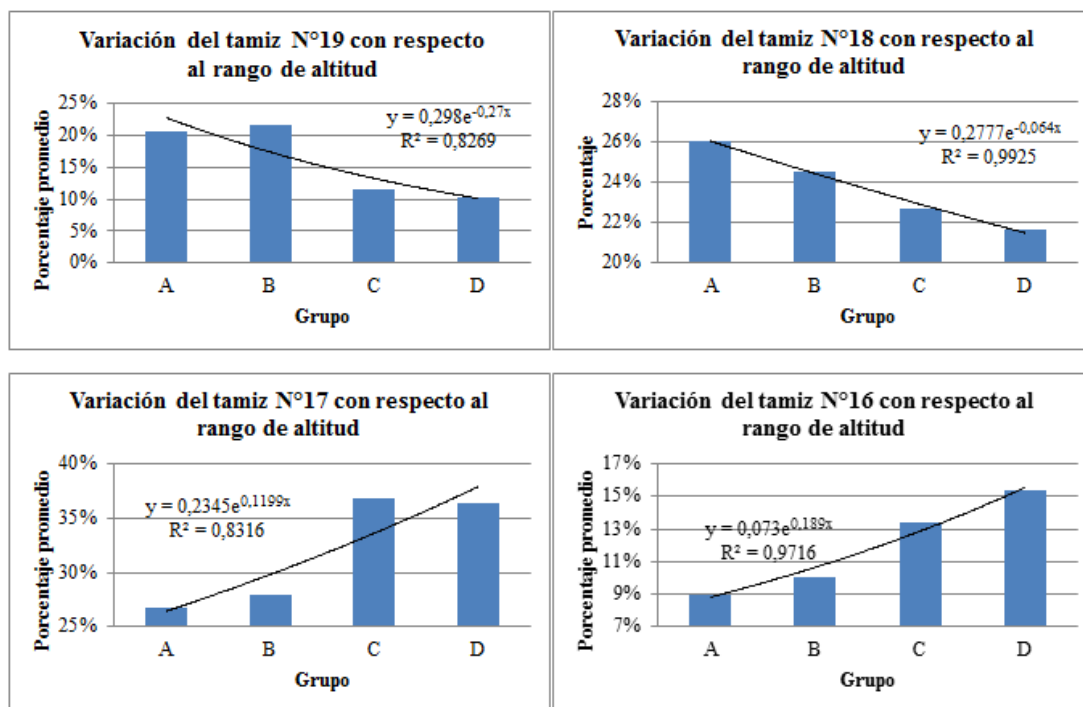 Variación del tamiz N°19 con respecto
al rango de altitud
Porcentaje promedio
25%
20%
15%
10%
5%
0%
y = 0,298e^-0,27x
R² = 0,8269
A B C D
Grupo
Variación del tamiz N°18 con respecto al
rango de altitud
Porcentaje
28%
26%
24%
22%
20%
y = 0,2777e^-0,064x
R² = 0,9925
A B C D
Grupo
Variación del tamiz N°17 con respecto al
rango de altitud
Porcentaje promedio
40%
35%
30%
25%
y = 0,2345e^0,1199x
R² = 0,8316
A B C D
Grupo
Variación del tamiz N°16 con respecto al
rango de altitud
Porcentaje promedio
17%
15%
13%
11%
9%
7%
y = 0,073e^0,189x
R² = 0,9716
A B C D
Grupo